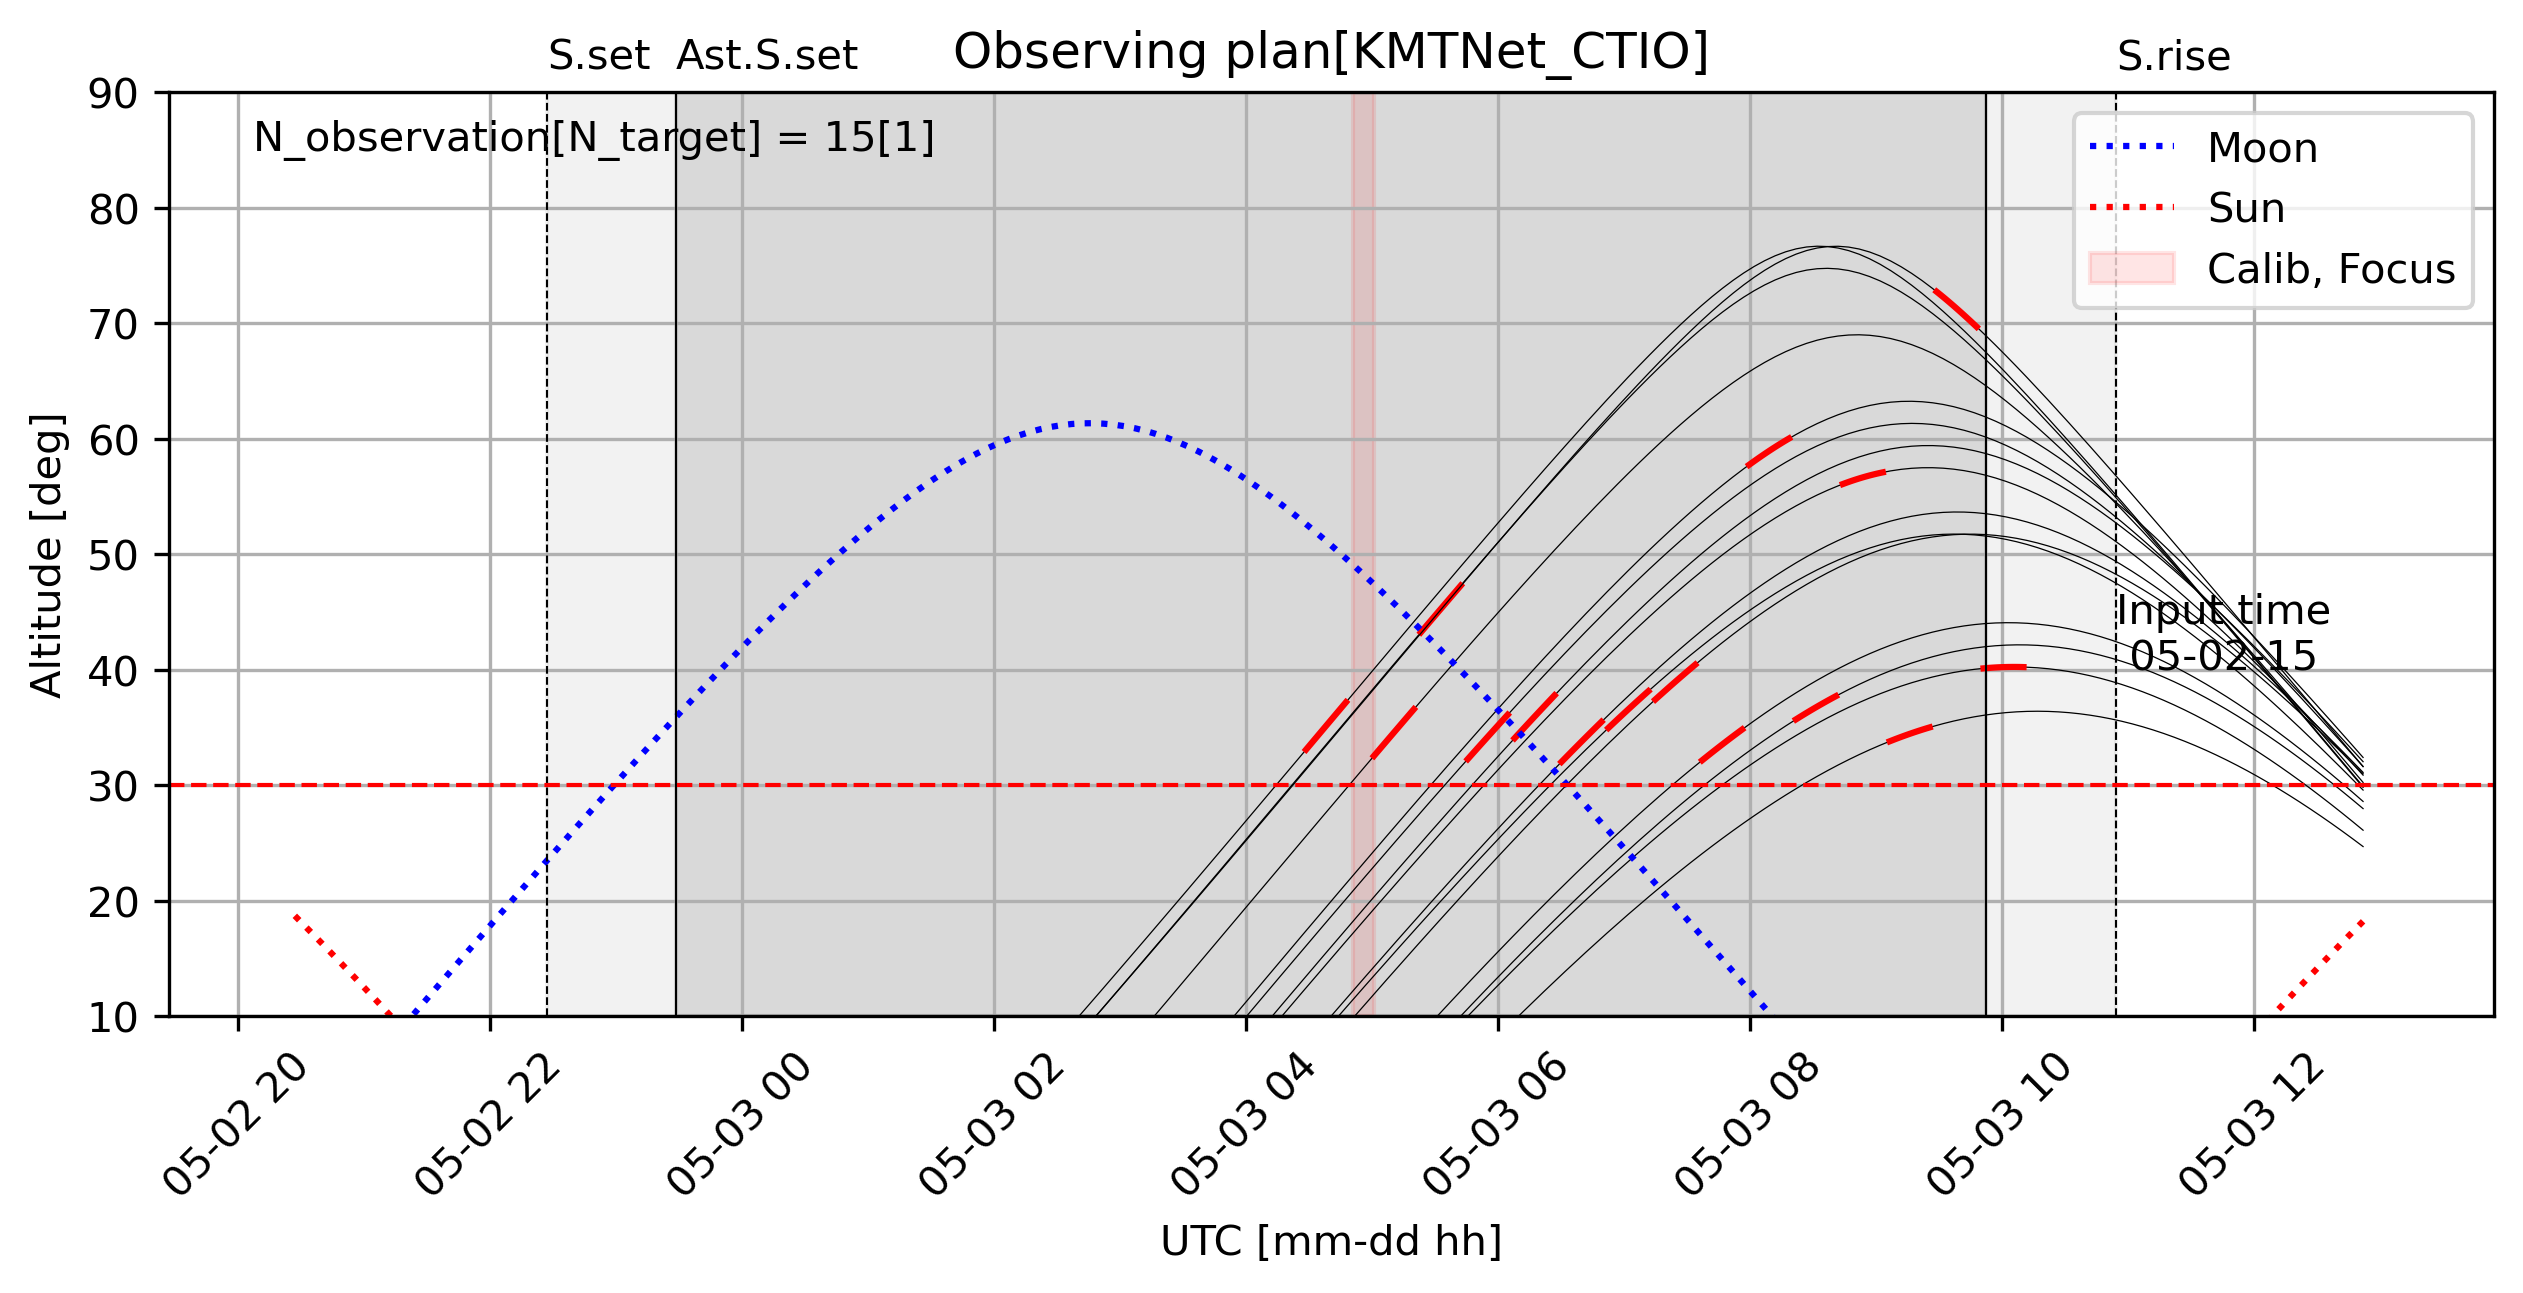 S.set Ast.S.set Observing plan[KMTNet_CTIO] S.rise
N_observation[N_target] = 15[1]
Moon
Sun
Calib, Focus
Input time
05-02-15
Altitude [deg]
90
80
70
60
50
40
30
20
10
05-02 20
05-02 22
05-03 00
05-03 02
05-03 04
05-03 06
05-03 08
05-03 10
05-03 12
UTC [mm-dd hh]